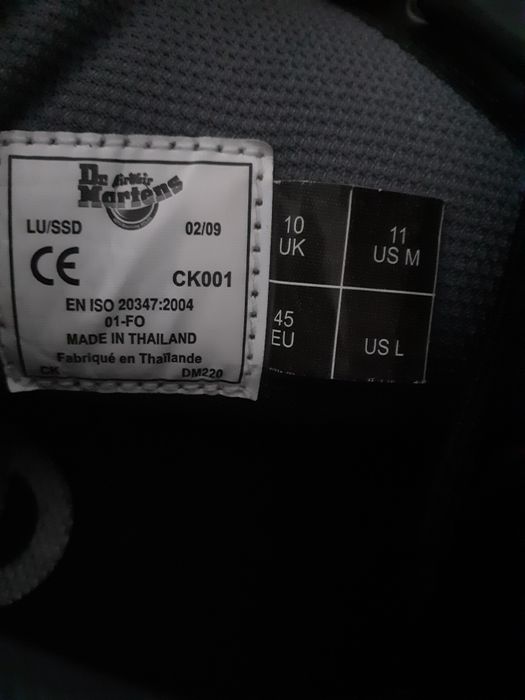 Dr. AirWair
Martens
LU/SSD 02/09
CE CK001
EN ISO 20347:2004
01-FO
MADE IN THAILAND
Fabriqué en Thaïlande
CK DM220
10
UK
11
US M
45
EU
US L